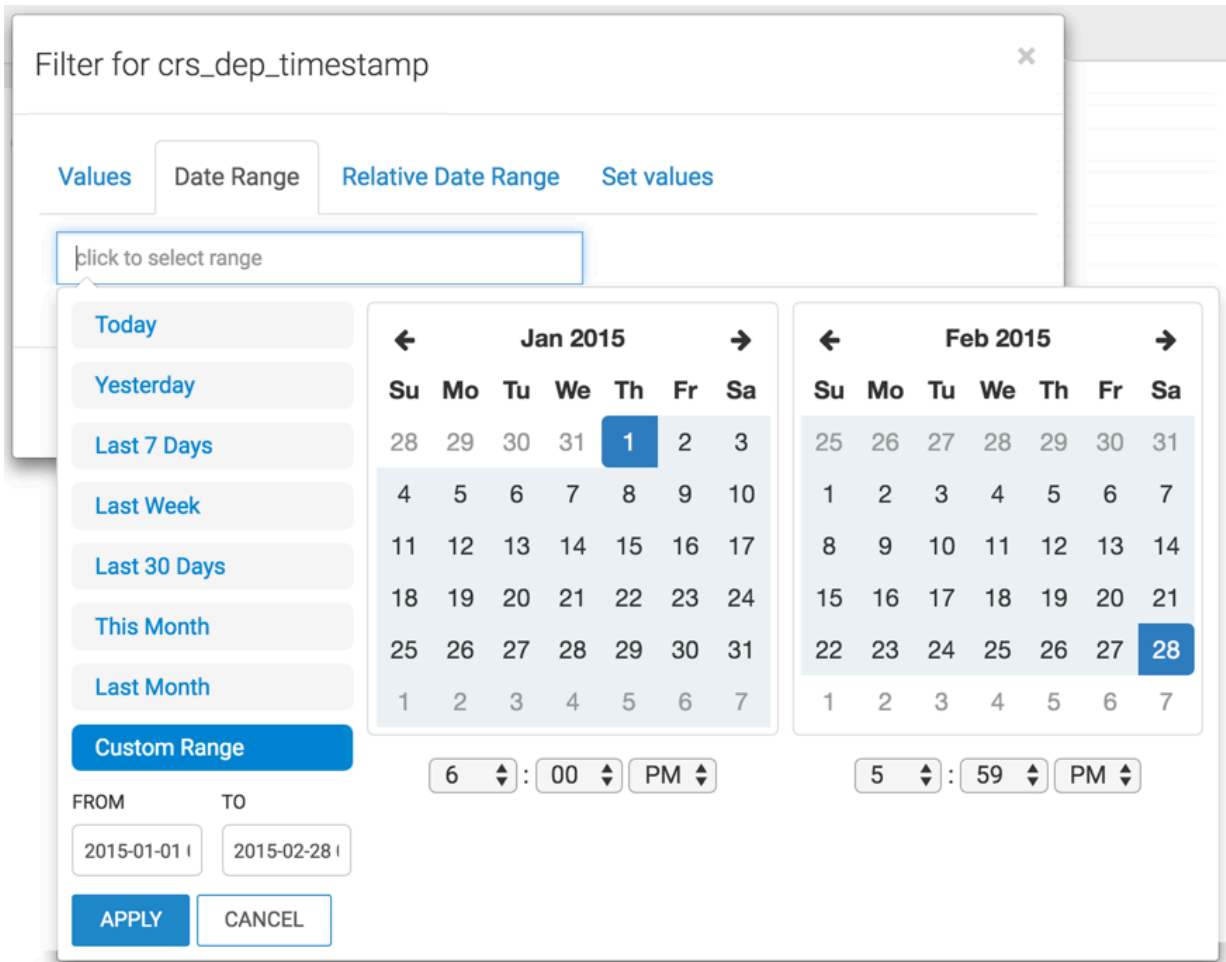 Filter for crs_dep_timestamp ×
Values Date Range Relative Date Range Set values
click to select range
Today
Yesterday
Last 7 Days
Last Week
Last 30 Days
This Month
Last Month
Custom Range
FROM TO
2015-01-01 2015-02-28
APPLY CANCEL
Jan 2015
Su Mo Tu We Th Fr Sa
28 29 30 31 1 2 3
4 5 6 7 8 9 10
11 12 13 14 15 16 17
18 19 20 21 22 23 24
25 26 27 28 29 30 31
1 2 3 4 5 6 7
6 : 00 PM
Feb 2015
Su Mo Tu We Th Fr Sa
25 26 27 28 29 30 31
1 2 3 4 5 6 7
8 9 10 11 12 13 14
15 16 17 18 19 20 21
22 23 24 25 26 27 28
1 2 3 4 5 6 7
5 : 59 PM